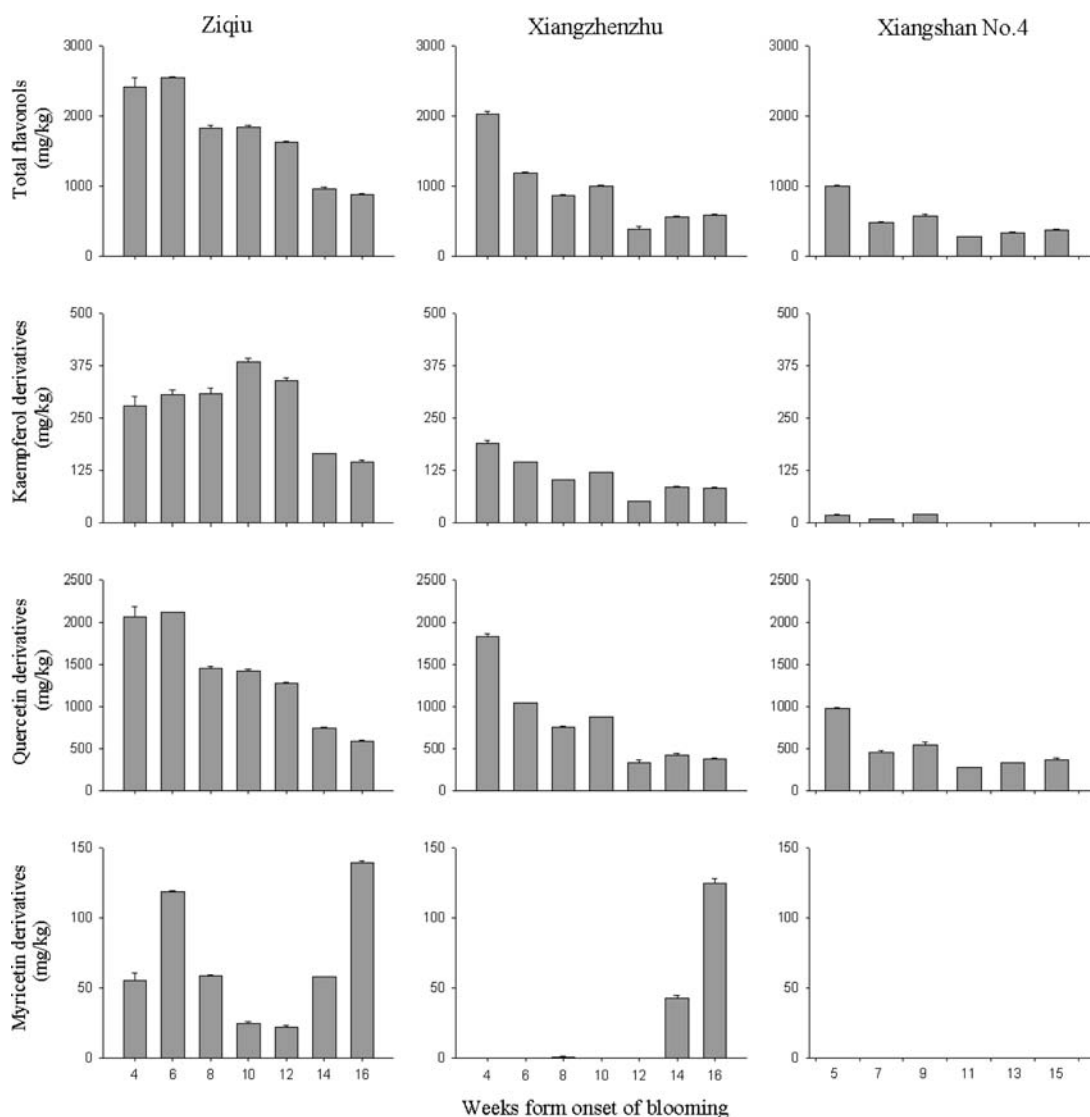 Ziqiu Xiangzhenzhu Xiangshan No.4
Total flavonols
(mg/kg)
3000 3000 3000
2000 2000 2000
1000 1000 1000
0 0 0
Kaempferol derivatives
(mg/kg)
500 500 500
375 375 375
250 250 250
125 125 125
0 0 0
Quercetin derivatives
(mg/kg)
2500 2500 2500
2000 2000 2000
1500 1500 1500
1000 1000 1000
500 500 500
0 0 0
Myricetin derivatives
(mg/kg)
150 150 150
100 100 100
50 50 50
0 0 0
4 6 8 10 12 14 16 4 6 8 10 12 14 16 5 7 9 11 13 15
Weeks form onset of blooming